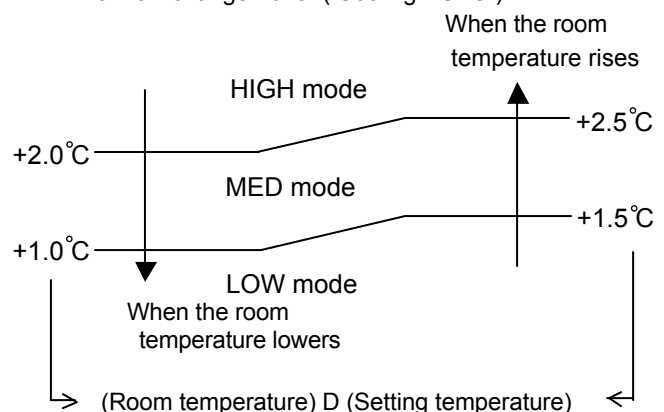 When the room
temperature rises
HIGH mode
+2.5°C
+2.0°C
MED mode
+1.5°C
+1.0°C
LOW mode
When the room
temperature lowers
(Room temperature) D (Setting temperature)